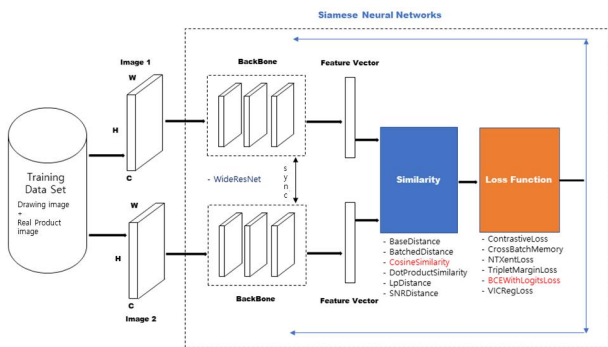 Siamese Neural Networks
Image 1
W
H
C
BackBone
Feature Vector
Training
Data Set
Drawing image
+
Real Product
image
- WideResNet
sync
Similarity
Loss Function
W
H
C
Image 2
BackBone
Feature Vector
- BaseDistance
- BatchedDistance
- CosineSimilarity
- DotProductSimilarity
- LpDistance
- SNRDistance
- ContrastiveLoss
- CrossBatchMemory
- NTXentLoss
- TripletMarginLoss
- BCEWithLogitsLoss
- VICRegLoss